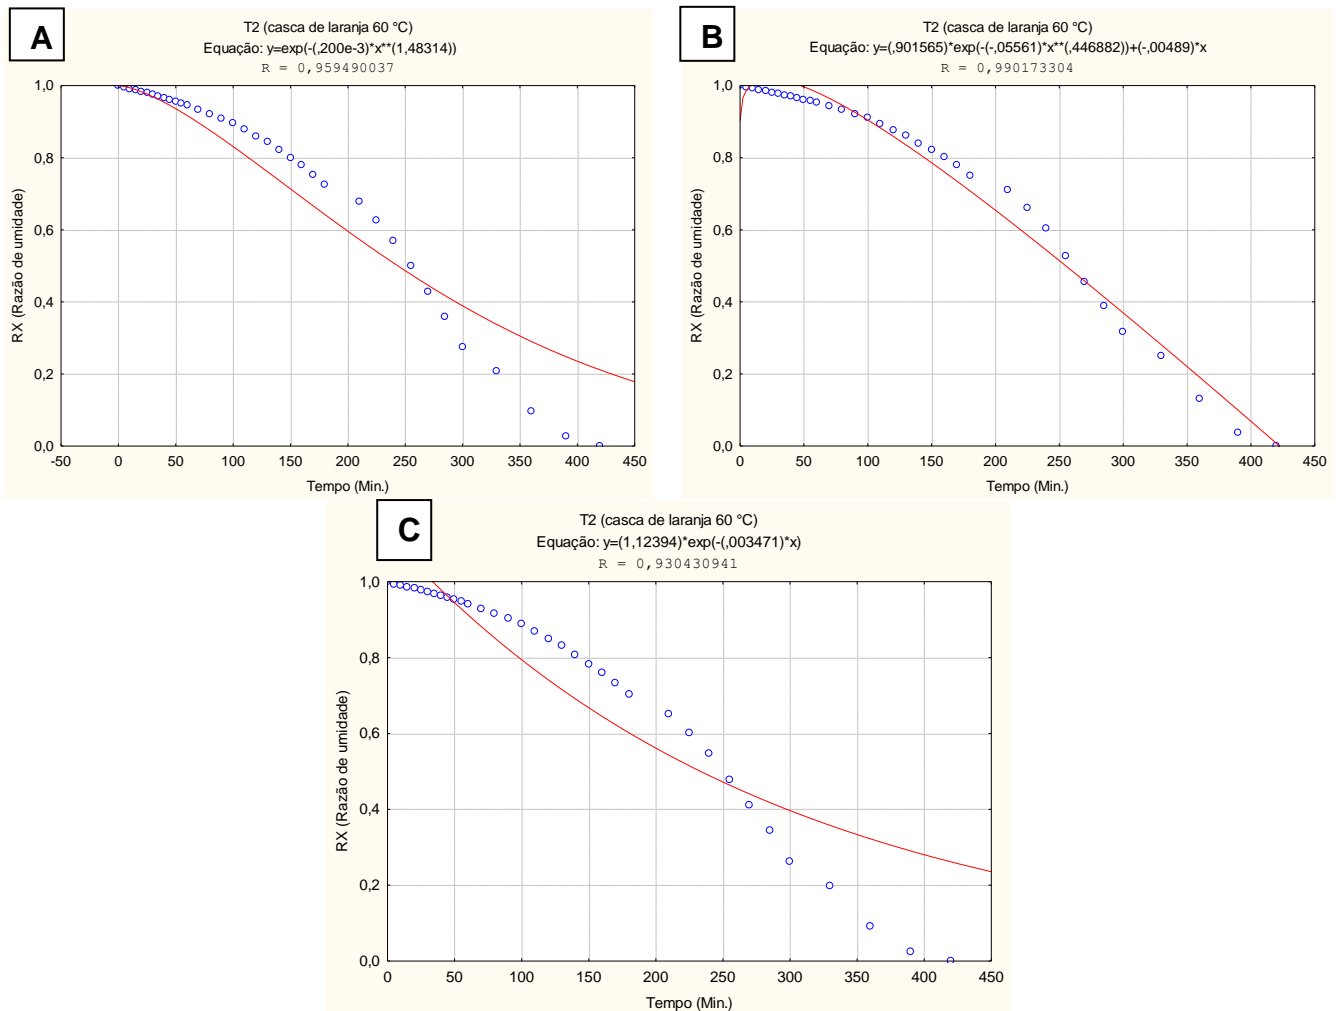 A
T2 (casca de laranja 60 °C)
Equação: y=exp(-(,200e-3)*x**(1,48314))
R = 0,959490037
1,0
0,8
0,6
0,4
0,2
0,0
RX (Razão de umidade)
-50 0 50 100 150 200 250 300 350 400 450
Tempo (Min.)
B
T2 (casca de laranja 60 °C)
Equação: y=(,901565)*exp(-(-,05561)*x**(,446882))+(-,00489)*x
R = 0,990173304
1,0
0,8
0,6
0,4
0,2
0,0
RX (Razão de umidade)
0 50 100 150 200 250 300 350 400 450
Tempo (Min.)
C
T2 (casca de laranja 60 °C)
Equação: y=(1,12394)*exp(-(,003471)*x)
R = 0,930430941
1,0
0,8
0,6
0,4
0,2
0,0
RX (Razão de umidade)
0 50 100 150 200 250 300 350 400 450
Tempo (Min.)